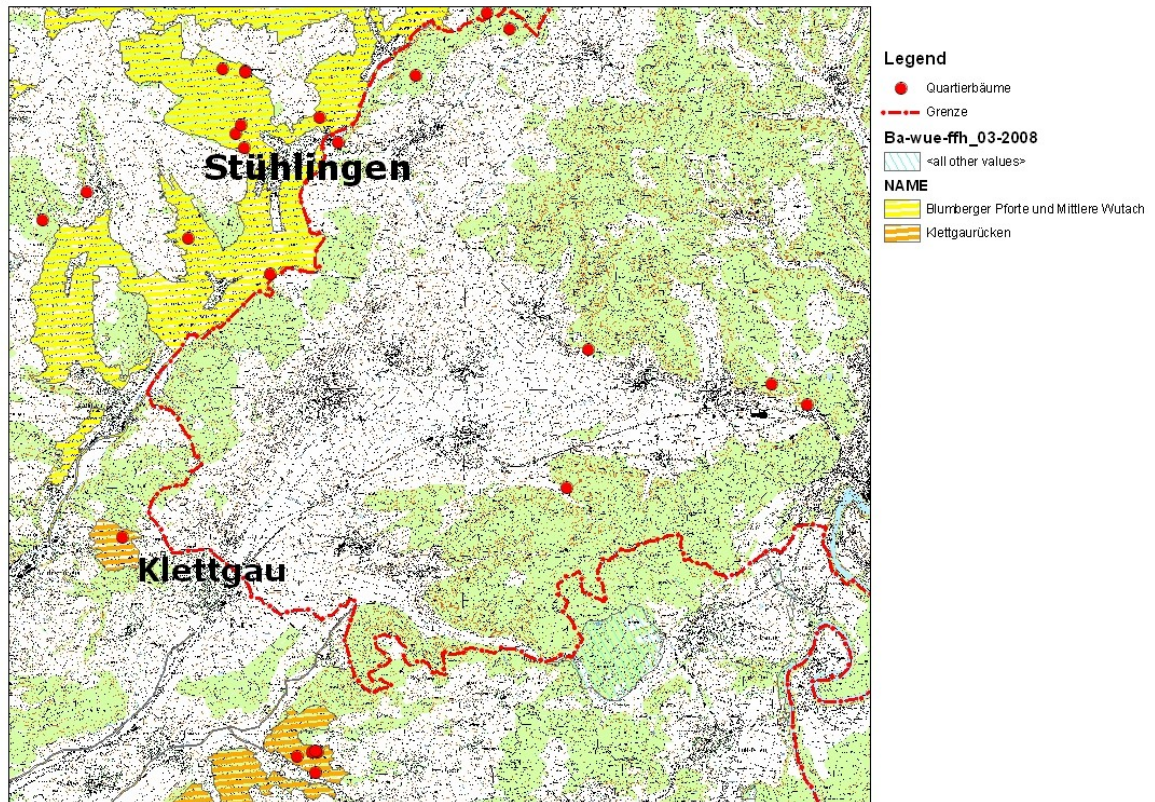 Stühlingen
Klettgau
Legend
Quartierbäume
Grenze
Ba-wue-ffh_03-2008
<all other values>
NAME
Blumberger Pforte und Mittlere Wutach
Klettgaurücken